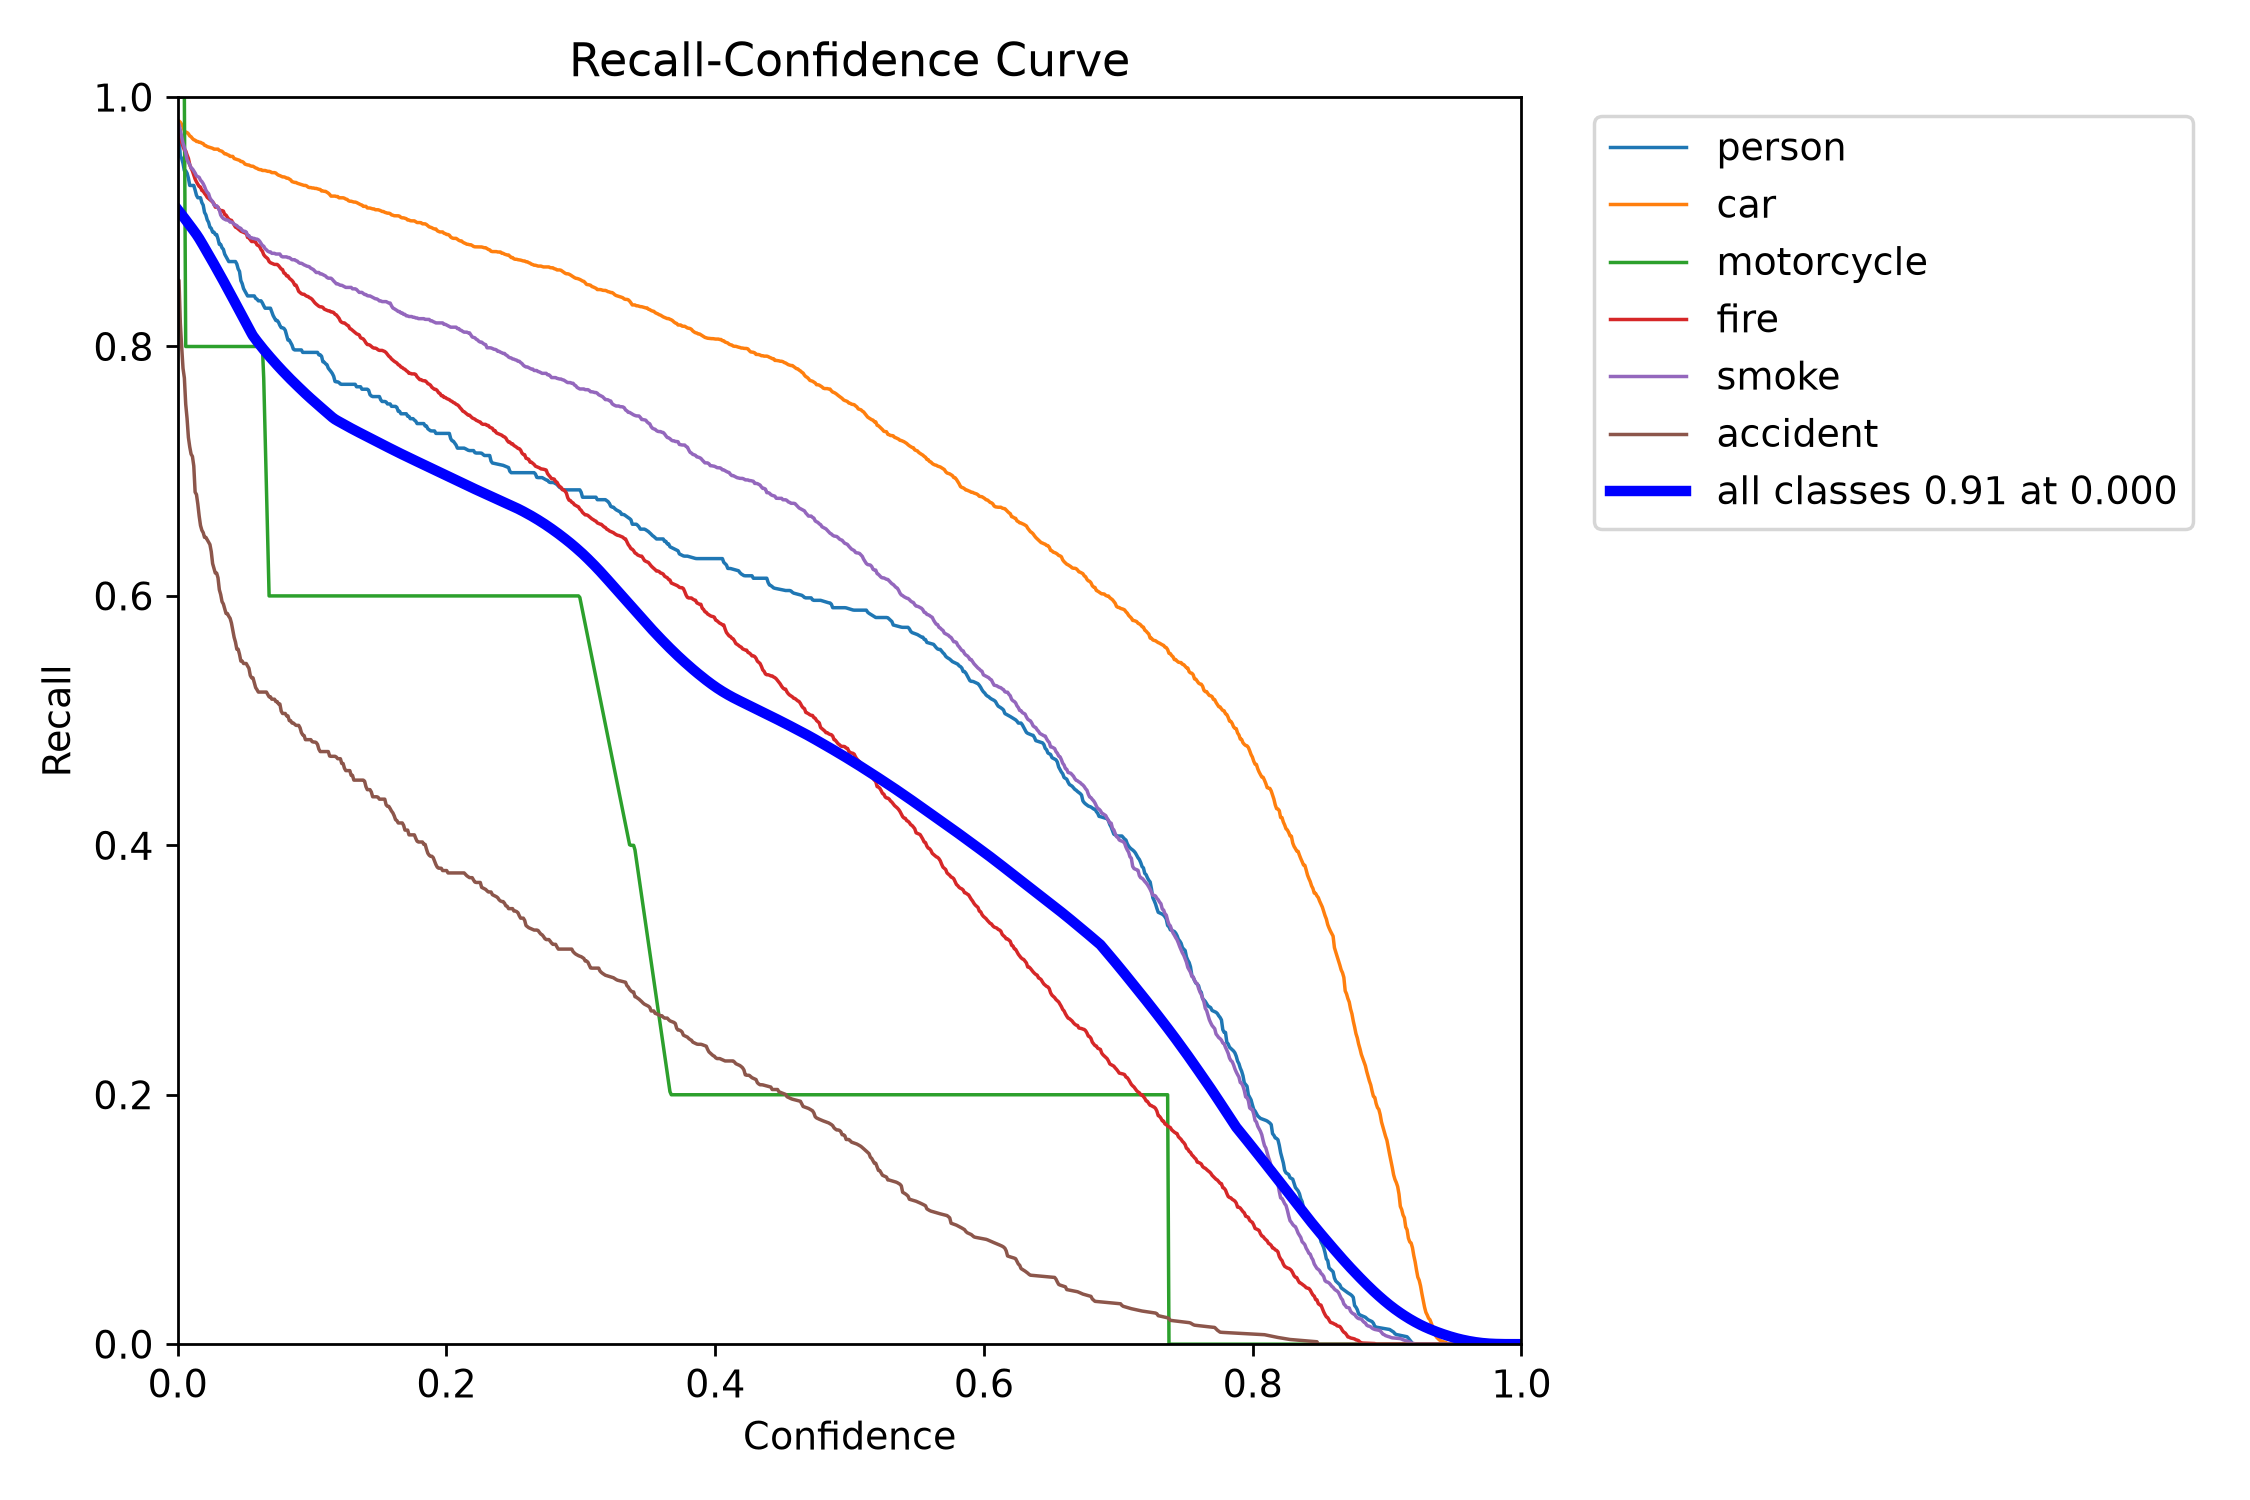 Recall-Confidence Curve
1.0
0.8
0.6
0.4
0.2
0.0
Recall
0.0 0.2 0.4 0.6 0.8 1.0
Confidence
person
car
motorcycle
fire
smoke
accident
all classes 0.91 at 0.000